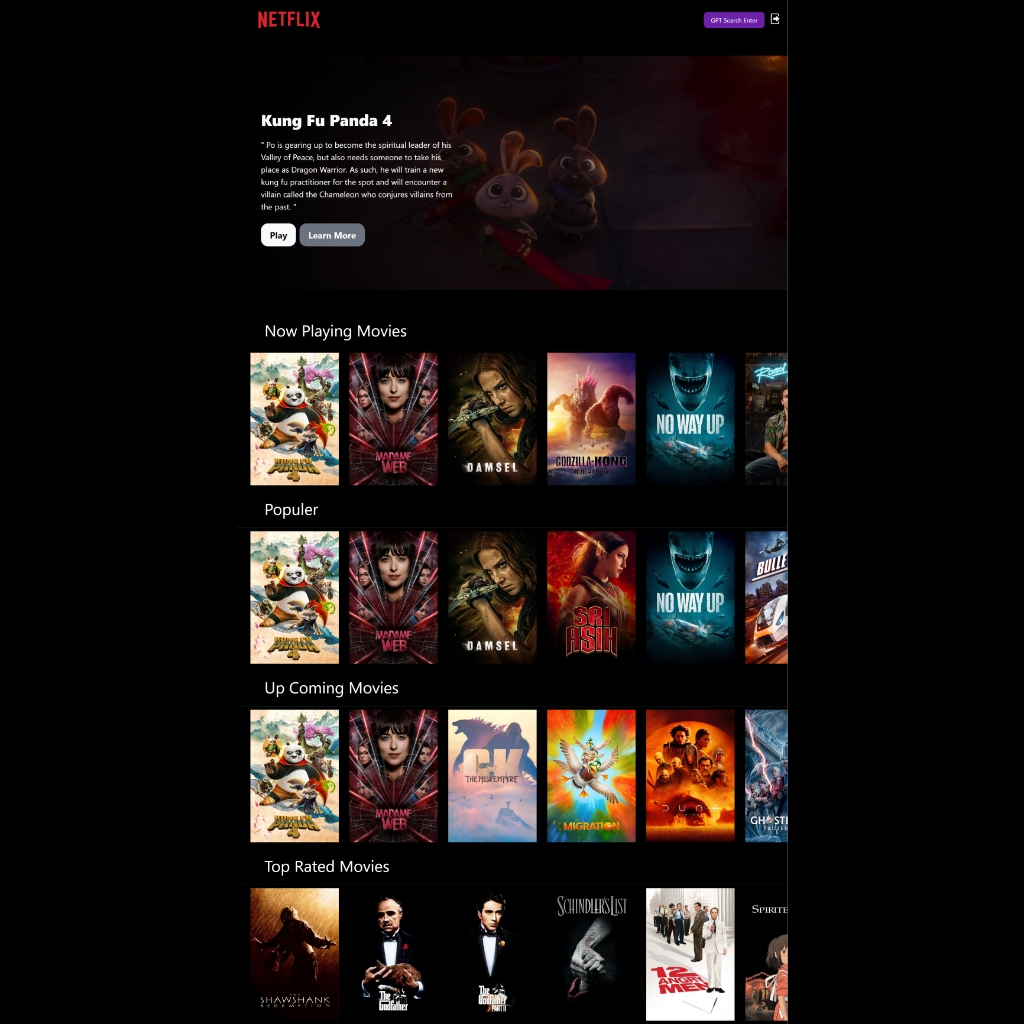 NETFLIX
GPT Search Enter
Kung Fu Panda 4
" Po is gearing up to become the spiritual leader of his
Valley of Peace, but also needs someone to take his
place as Dragon Warrior. As such, he will train a new
kung fu practitioner for the spot and will encounter a
villain called the Chameleon who conjures villains from
the past. "
Play
Learn More
Now Playing Movies
KUNG FU PANDA 4
MADAME WEB
DAMSEL
GODZILLA KONG
NO WAY UP
Road
Populer
KUNG FU PANDA 4
MADAME WEB
DAMSEL
SRI ASIH
NO WAY UP
BULLE
Up Coming Movies
KUNG FU PANDA 4
MADAME WEB
GK
THE NEW EMPIRE
MIGRATION
DUNE
GHOST
Top Rated Movies
THE SHAWSHANK REDEMPTION
The Godfather
The Godfather PART II
SCHINDLER'S LIST
12 ANGRY MEN
SPIRITE